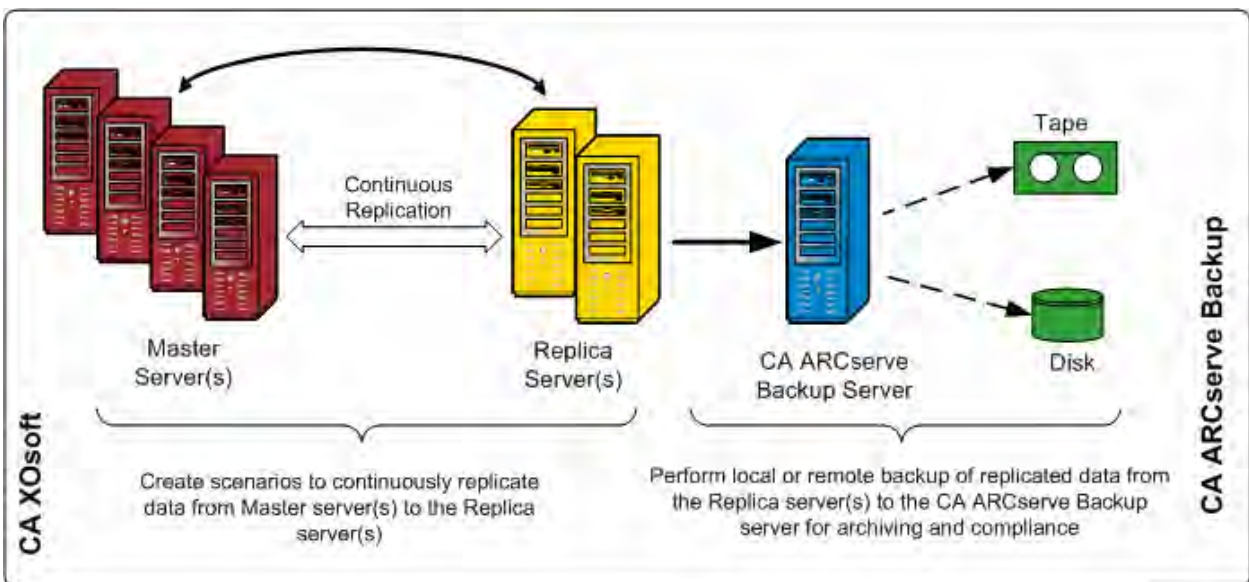 Continuous
Replication
Tape
Disk
Master
Server(s)
Replica
Server(s)
CA ARCserve
Backup Server
CA XOsoft
Create scenarios to continuously replicate
data from Master server(s) to the Replica
server(s)
Perform local or remote backup of replicated data from
the Replica server(s) to the CA ARCserve Backup
server for archiving and compliance
CA ARCserve Backup